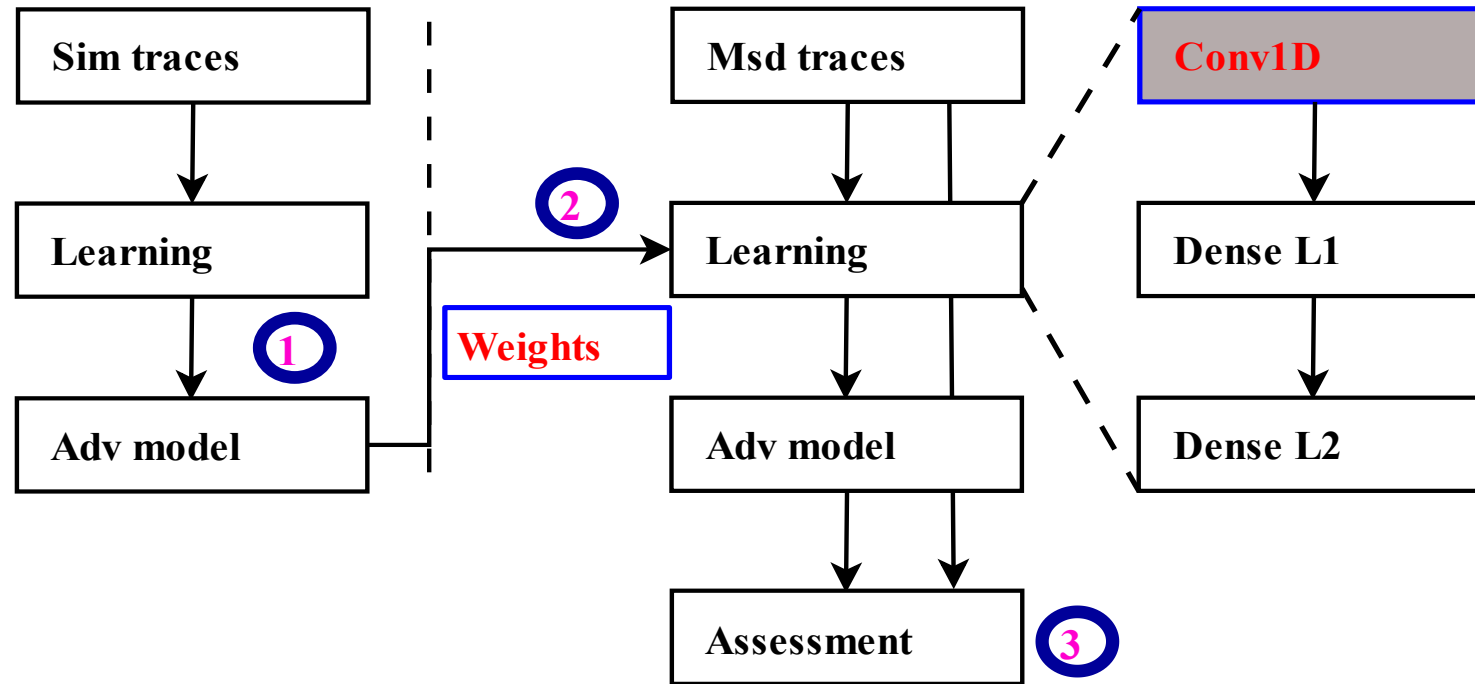 Sim traces
Learning
1
Adv model
2
Weights
Msd traces
Learning
Adv model
Assessment
3
Conv1D
Dense L1
Dense L2